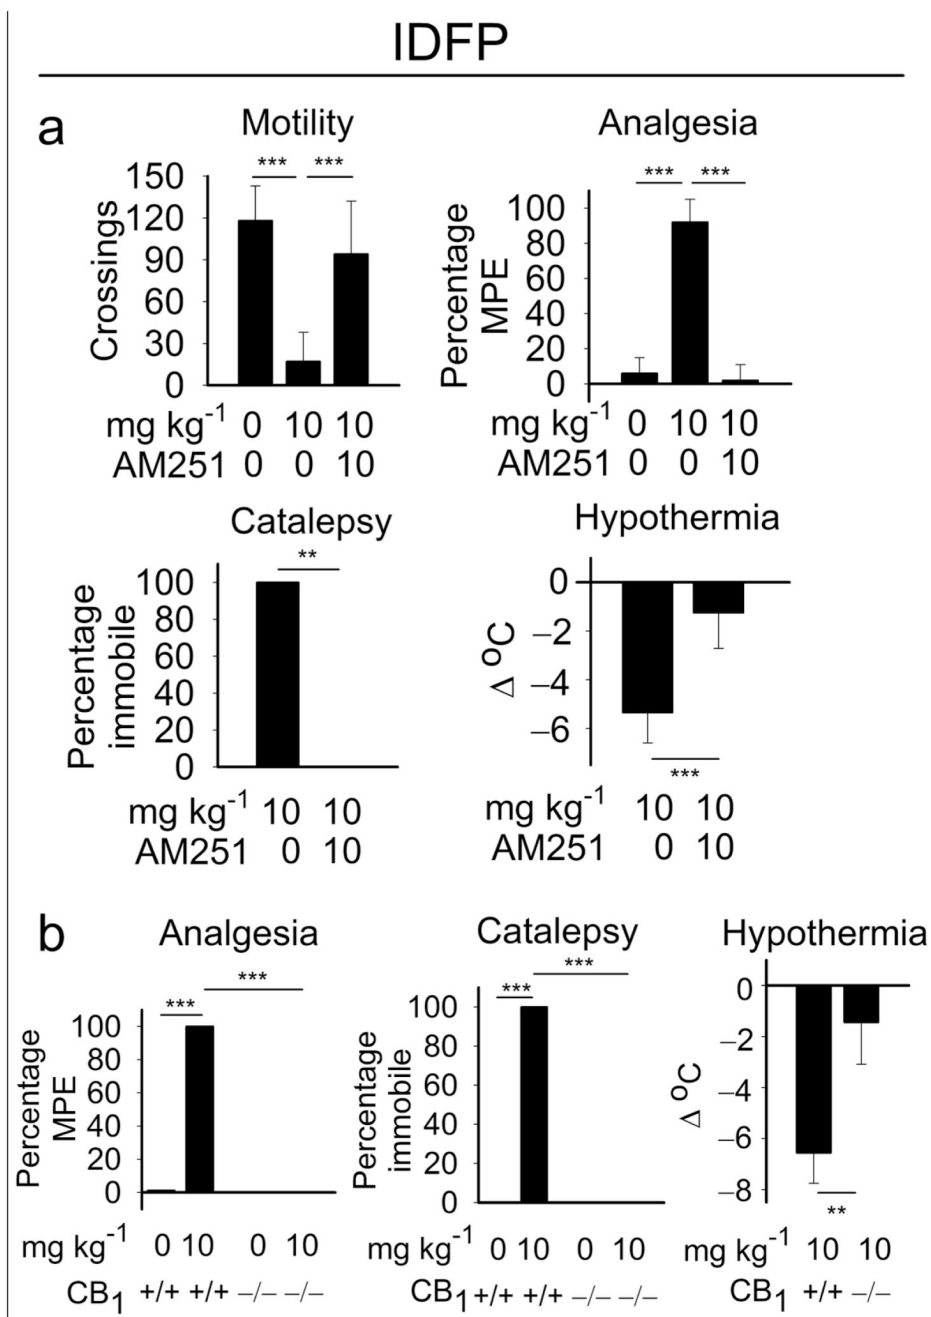 IDFP
a
Motility
*** ***
Crossings
150
120
90
60
30
0
mg kg-1 0 10 10
AM251 0 0 10
Analgesia
*** ***
Percentage
MPE
100
80
60
40
20
0
mg kg-1 0 10 10
AM251 0 0 10
Catalepsy
**
Percentage
immobile
100
80
60
40
20
0
mg kg-1 10 10
AM251 0 10
Hypothermia
Δ oC
0
–2
–4
–6
***
mg kg-1 10 10
AM251 0 10
b
Analgesia
***
***
Percentage
MPE
100
80
60
40
20
0
mg kg-1 0 10 0 10
CB1 +/+ +/+ –/– –/–
Catalepsy
***
***
Percentage
immobile
100
80
60
40
20
0
mg kg-1 0 10 0 10
CB1 +/+ +/+ –/– –/–
Hypothermia
Δ oC
0
–2
–4
–6
–8
**
mg kg-1 10 10
CB1 +/+ –/–